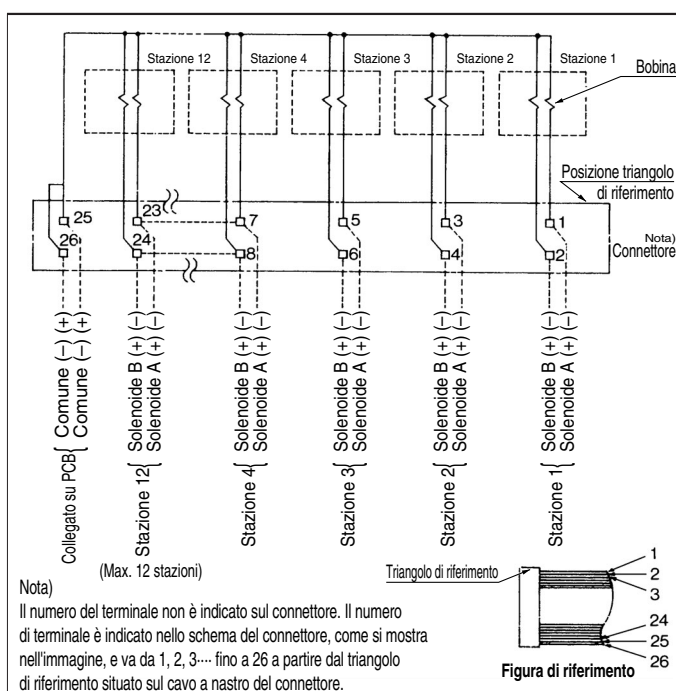 Stazione 12
Stazione 4
Stazione 3
Stazione 2
Stazione 1
Bobina
Posizione triangolo
di riferimento
Nota)
Connettore
25
23
7
5
3
1
26
24
8
6
4
2
Comune (−) (+)
Comune (−) (+)
Collegato su PCB
Solenoide B (+) (−)
Solenoide A (+) (−)
Stazione 12
Solenoide B (+) (−)
Solenoide A (+) (−)
Stazione 4
Solenoide B (+) (−)
Solenoide A (+) (−)
Stazione 3
Solenoide B (+) (−)
Solenoide A (+) (−)
Stazione 2
Solenoide B (+) (−)
Solenoide A (+) (−)
Stazione 1
(Max. 12 stazioni)
Nota)
Il numero del terminale non è indicato sul connettore. Il numero
di terminale è indicato nello schema del connettore, come si mostra
nell'immagine, e va da 1, 2, 3···· fino a 26 a partire dal triangolo
di riferimento situato sul cavo a nastro del connettore.
Triangolo di riferimento
1
2
3
24
25
26
Figura di riferimento